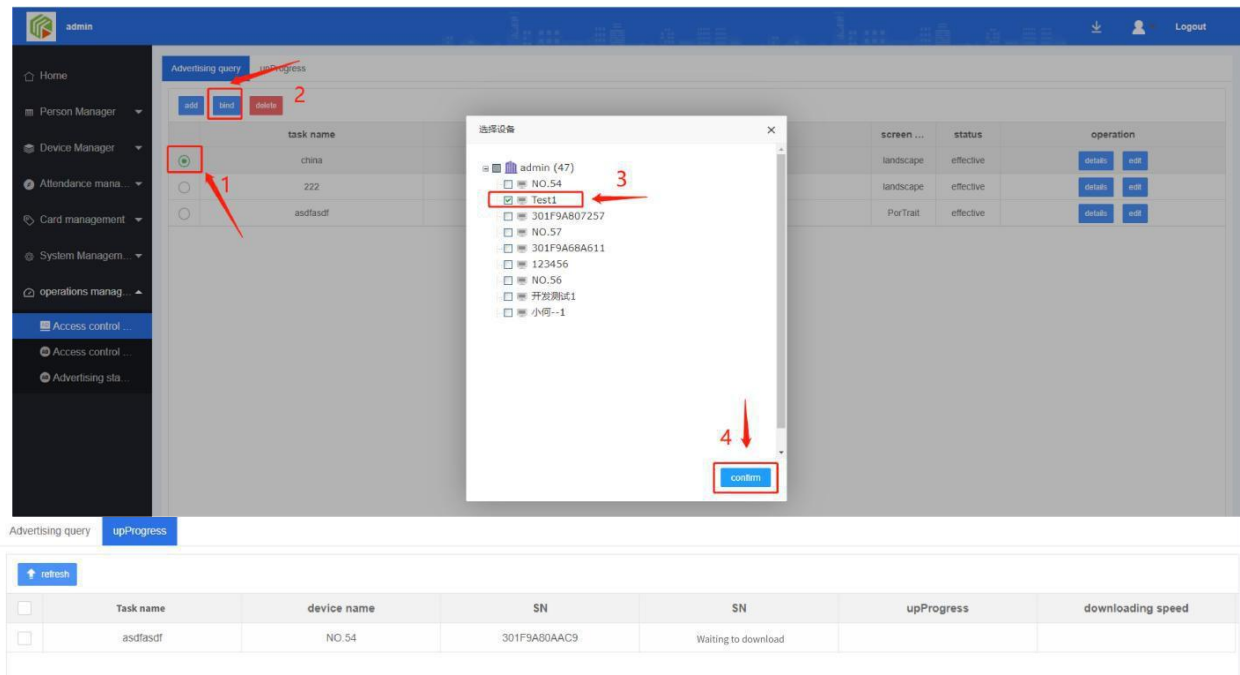 admin
Logout
Home
Person Manager
Device Manager
Attendance mana...
Card management
System Managem...
operations manag...
Access control ...
Access control ...
Advertising sta...
Advertising query upProgress
add bind delete 2
task name screen ... status operation
china landscape effective details edit
222 landscape effective details edit
asdfasdf PorTrait effective details edit
1
选择设备 ×
admin (47)
NO.54
Test1
3
301F9A807257
NO.57
301F9A68A611
123456
NO.56
开发测试1
小何--1
4
confirm
Advertising query upProgress
refresh
Task name device name SN SN upProgress downloading speed
asdfasdf NO.54 301F9A80AAC9 Waiting to download